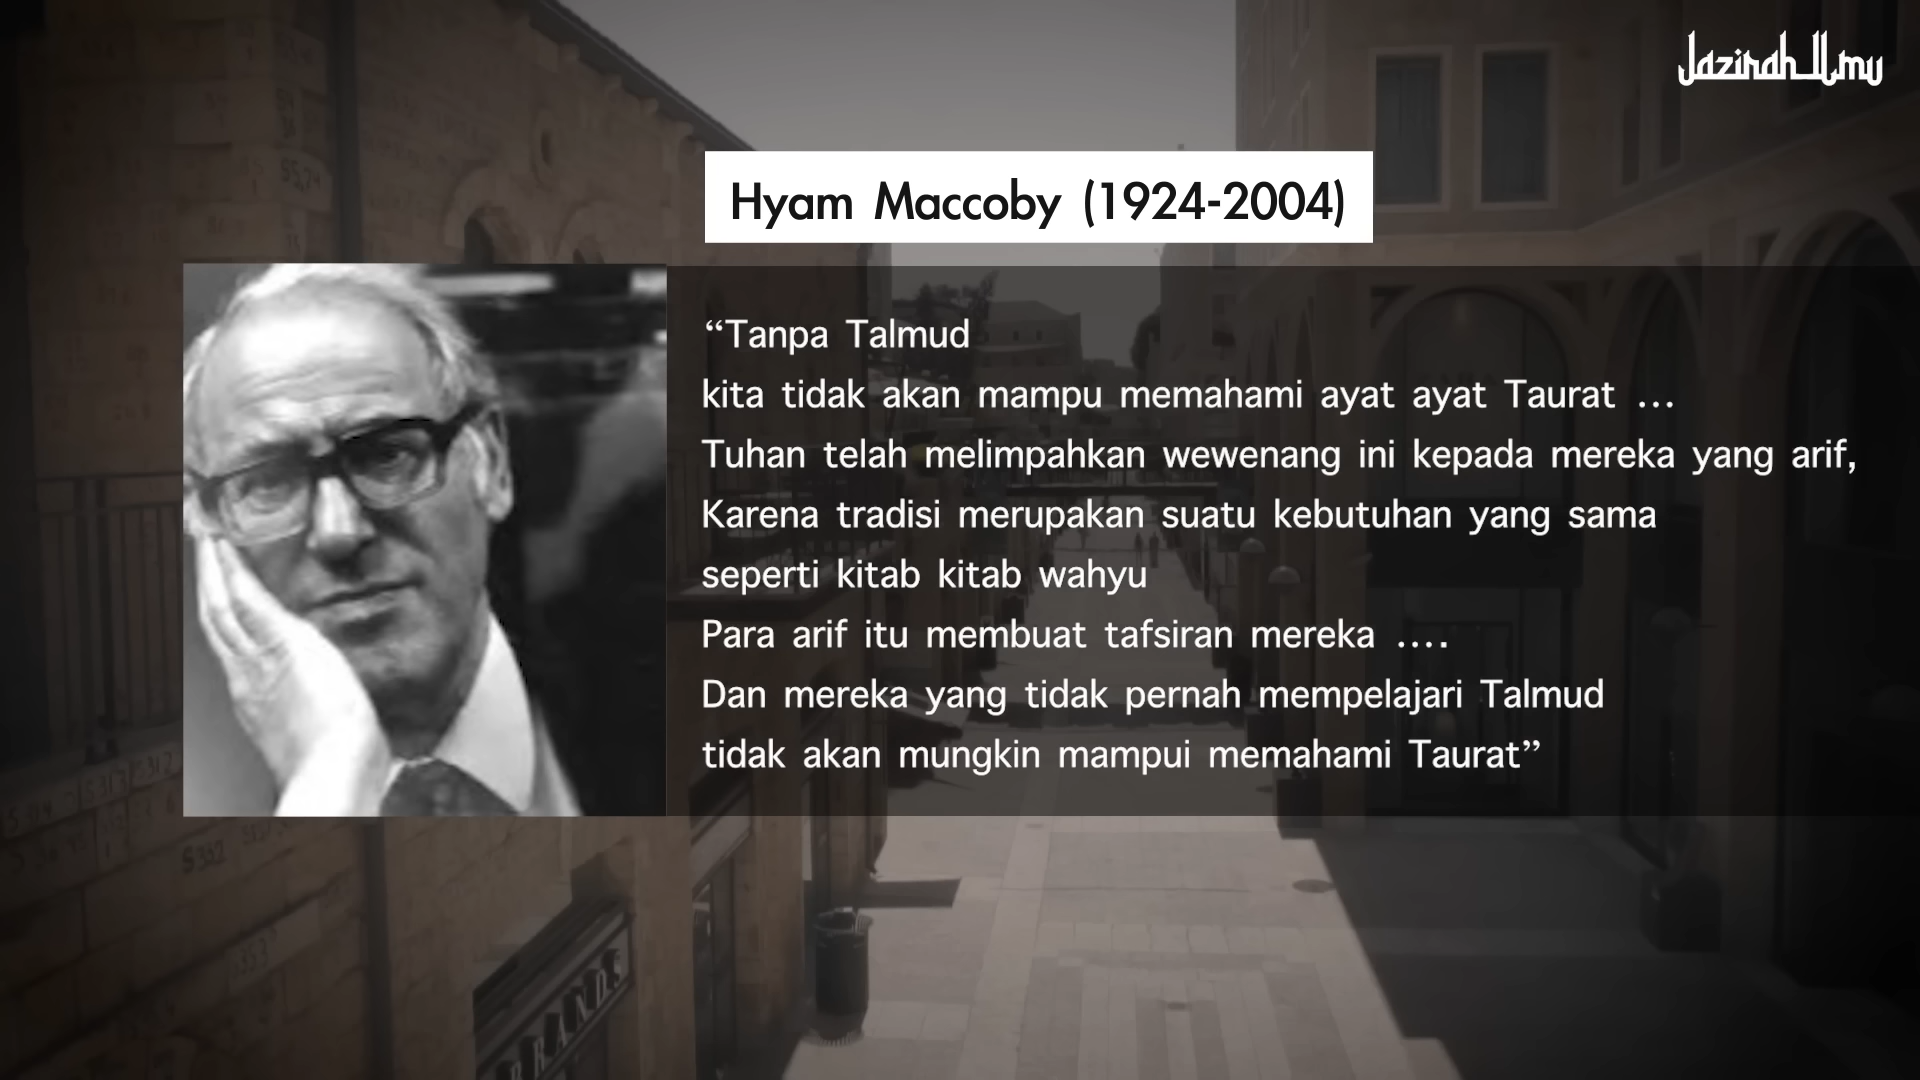 Jazirah Ilmu
Hyam Maccoby (1924-2004)
“Tanpa Talmud
kita tidak akan mampu memahami ayat ayat Taurat ...
Tuhan telah melimpahkan wewenang ini kepada mereka yang arif,
Karena tradisi merupakan suatu kebutuhan yang sama
seperti kitab kitab wahyu
Para arif itu membuat tafsiran mereka ....
Dan mereka yang tidak pernah mempelajari Talmud
tidak akan mungkin mampui memahami Taurat”
S352
BRANDS